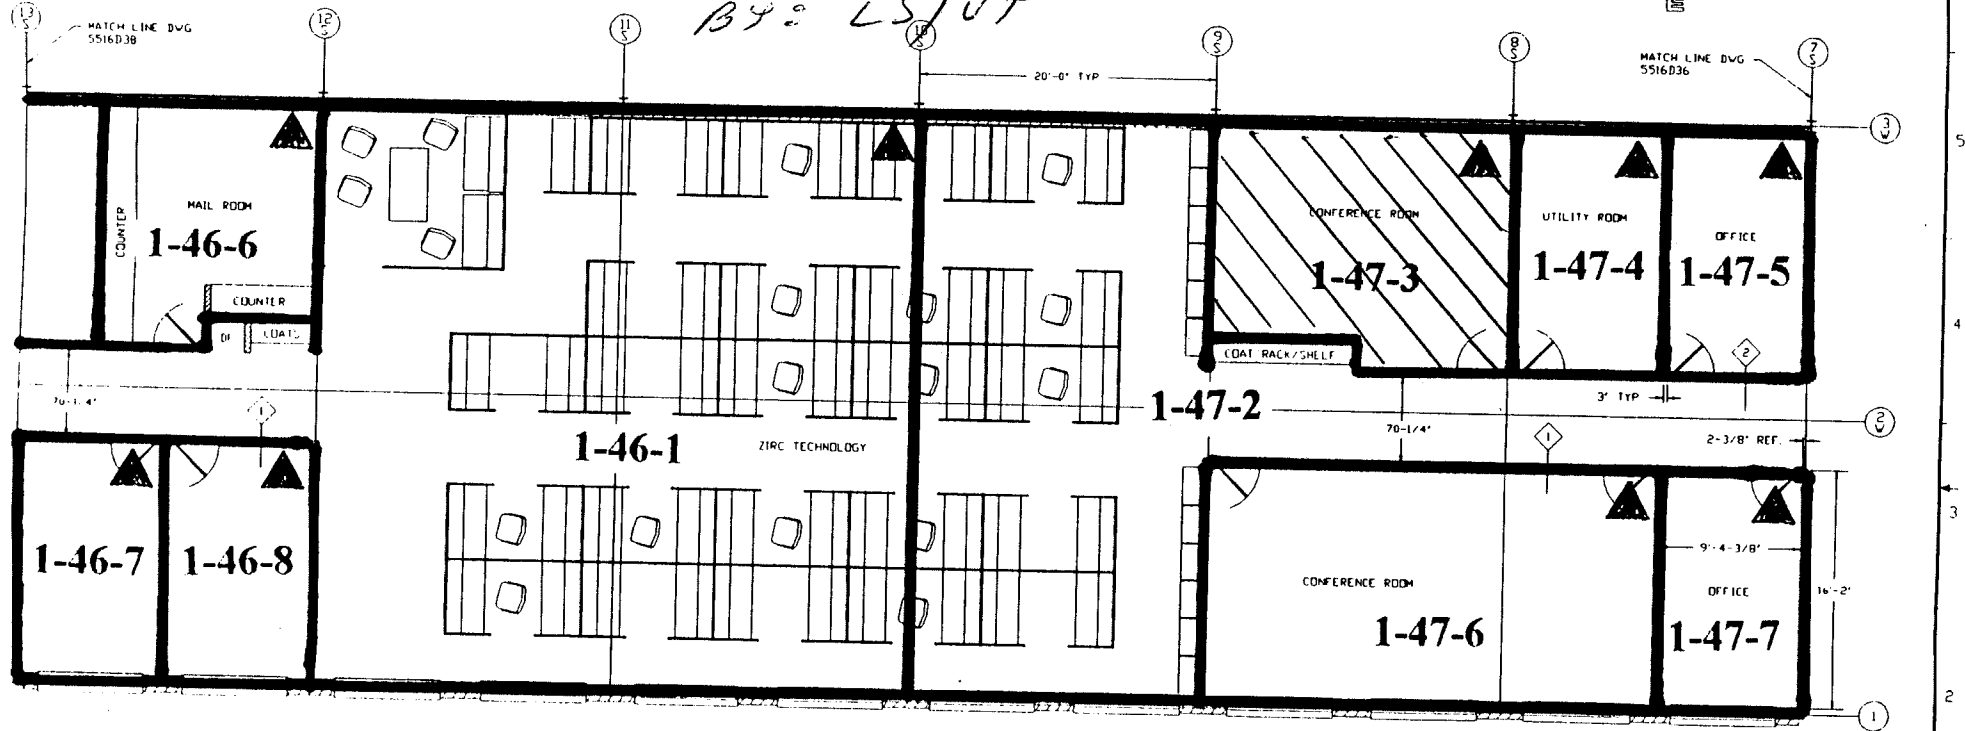 BY: LS/UT
13
S
12
S
11
S
10
S
9
S
8
S
7
S
MATCH LINE DWG
5516D38
MATCH LINE DWG
5516D36
20'-0" TYP
3
W
5
MAIL ROOM
COUNTER
1-46-6
COUNTER
DF
COATS
CONFERENCE ROOM
1-47-3
UTILITY ROOM
1-47-4
OFFICE
1-47-5
4
COAT RACK/SHELF
2
3" TYP
70-1/4"
1
1-47-2
70-1/4"
1
2-3/8" REF.
2
W
1-46-1
ZIRC TECHNOLOGY
3
1-46-7
1-46-8
CONFERENCE ROOM
1-47-6
9'-4-3/8"
OFFICE
1-47-7
16'-2"
2
1